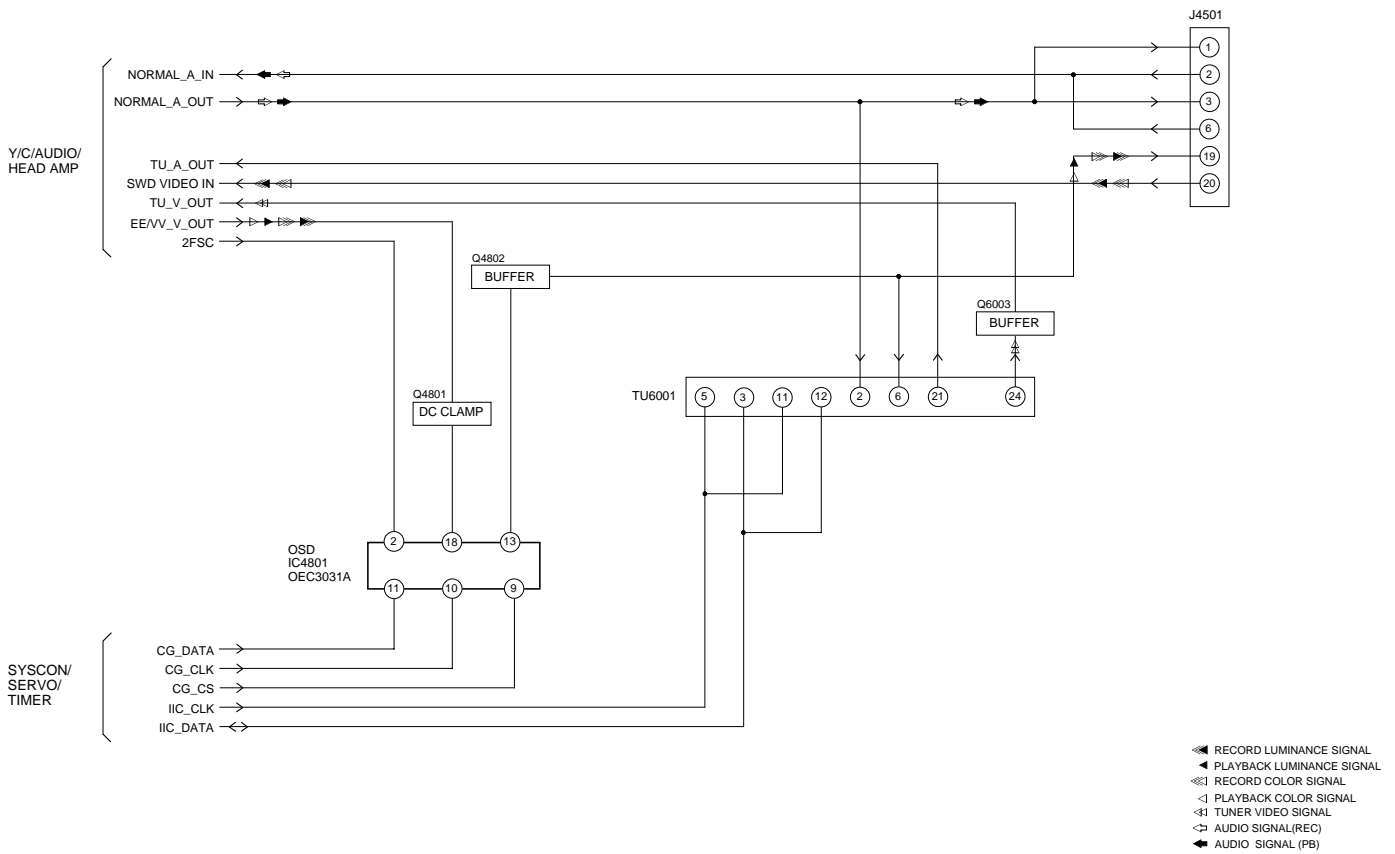 J4501
1
NORMAL_A_IN
2
NORMAL_A_OUT
3
6
Y/C/AUDIO/
HEAD AMP
19
TU_A_OUT
SWD VIDEO IN
20
TU_V_OUT
EE/VV_V_OUT
2FSC
Q4802
BUFFER
Q6003
BUFFER
TU6001
5
3
11
12
2
6
21
24
Q4801
DC CLAMP
OSD
IC4801
OEC3031A
2
18
13
11
10
9
SYSCON/
SERVO/
TIMER
CG_DATA
CG_CLK
CG_CS
IIC_CLK
IIC_DATA
RECORD LUMINANCE SIGNAL
PLAYBACK LUMINANCE SIGNAL
RECORD COLOR SIGNAL
PLAYBACK COLOR SIGNAL
TUNER VIDEO SIGNAL
AUDIO SIGNAL(REC)
AUDIO SIGNAL (PB)